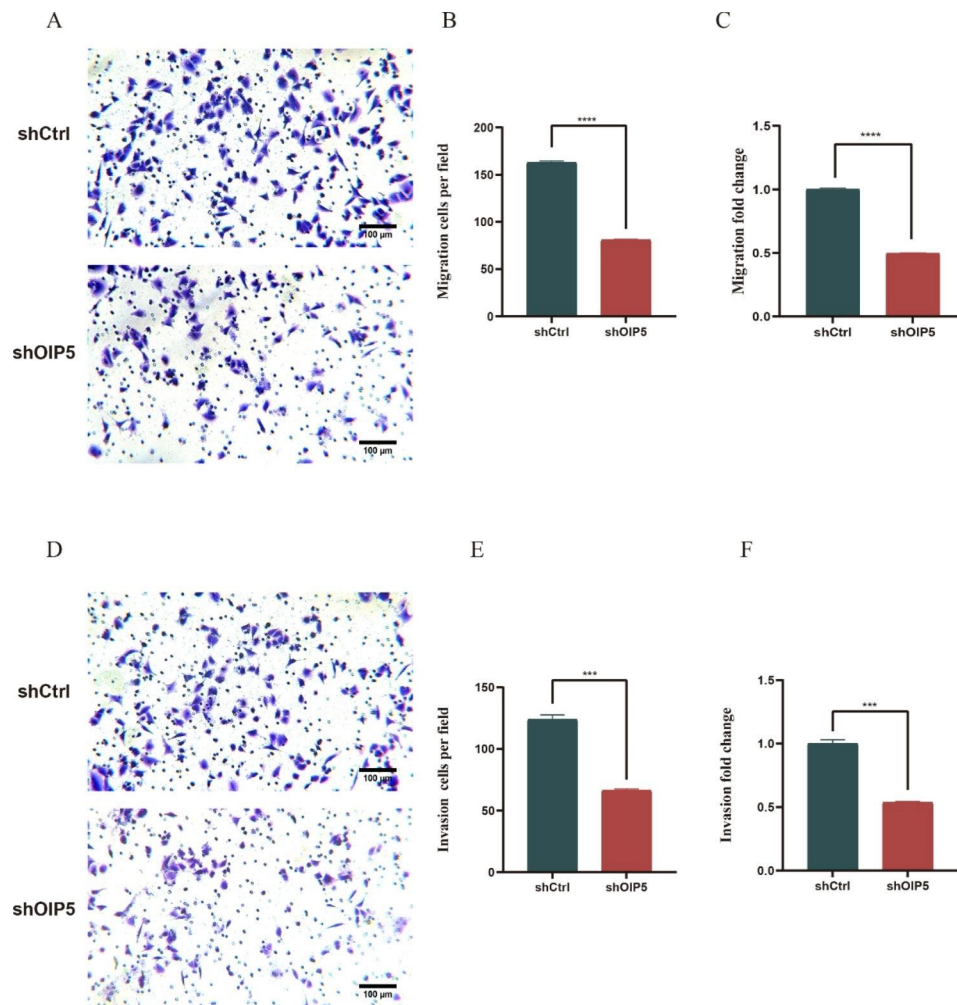 A
B
C
shCtrl
100 μm
shOIP5
100 μm
Migration cells per field
200
150
100
50
0
****
shCtrl
shOIP5
Migration fold change
1.5
1.0
0.5
0.0
****
shCtrl
shOIP5
D
E
F
shCtrl
100 μm
shOIP5
100 μm
Invasion cells per field
150
100
50
0
***
shCtrl
shOIP5
Invasion fold change
1.5
1.0
0.5
0.0
***
shCtrl
shOIP5